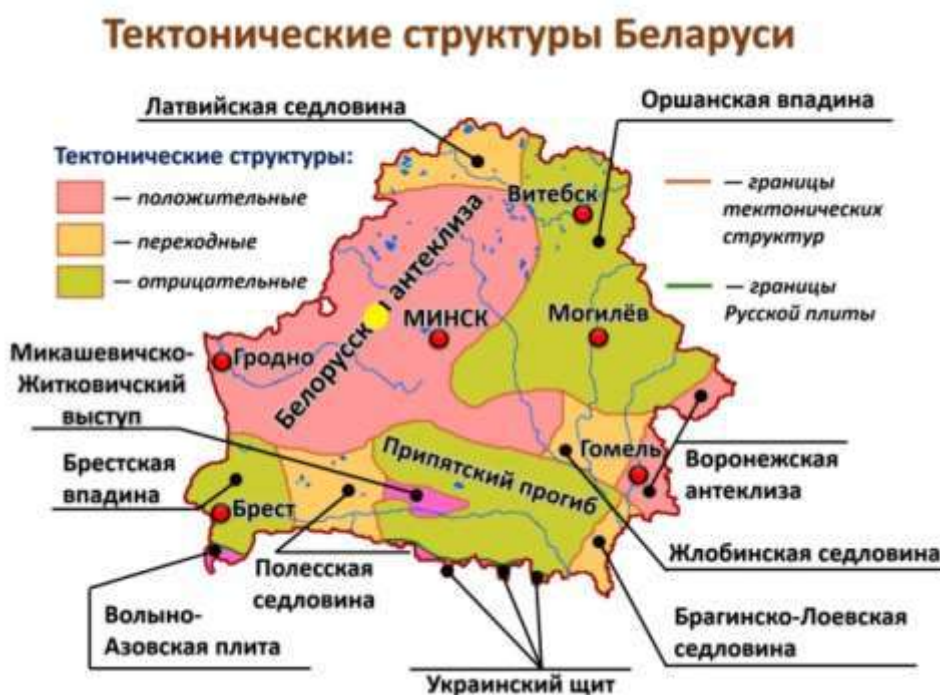 Тектонические структуры Беларуси
Латвийская седловина
Оршанская впадина
Тектонические структуры:
— положительные
— переходные
— отрицательные
— границы
тектонических
структур
— границы
Русской плиты
Витебск
Белорусск я антеклиза
МИНСК
Могилёв
Гродно
Микашевичско-
Житковичский
выступ
Брестская
впадина
Брест
Припятский прогиб
Гомель
Воронежская
антеклиза
Жлобинская седловина
Полесская
седловина
Волыно-
Азовская плита
Брагинско-Лоевская
седловина
Украинский щит